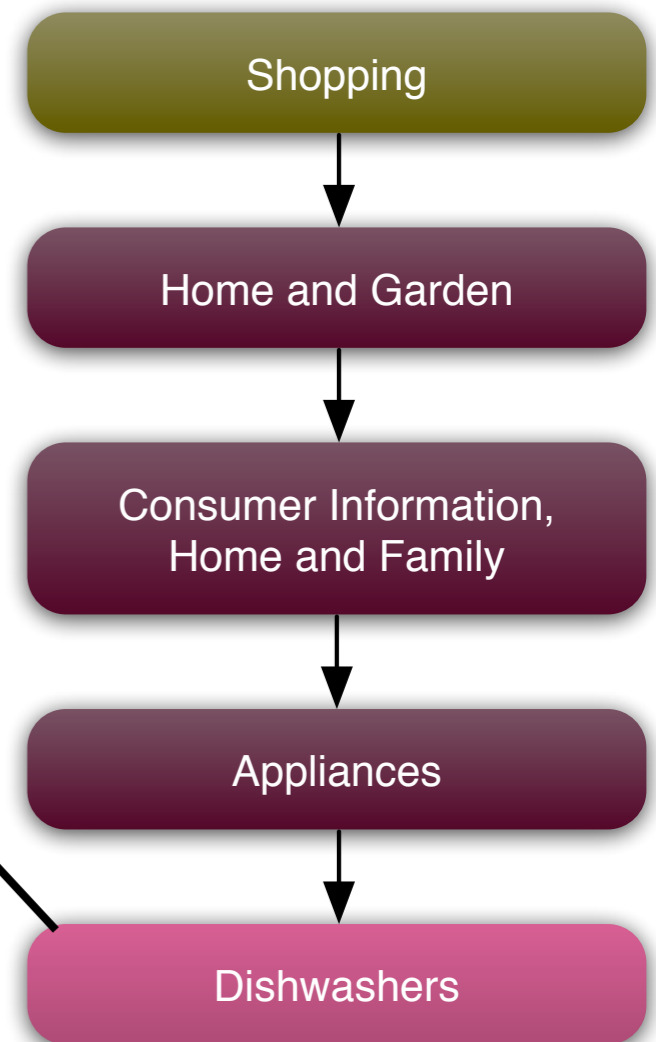 Shopping
Home and Garden
Consumer Information,
Home and Family
Appliances
Dishwashers